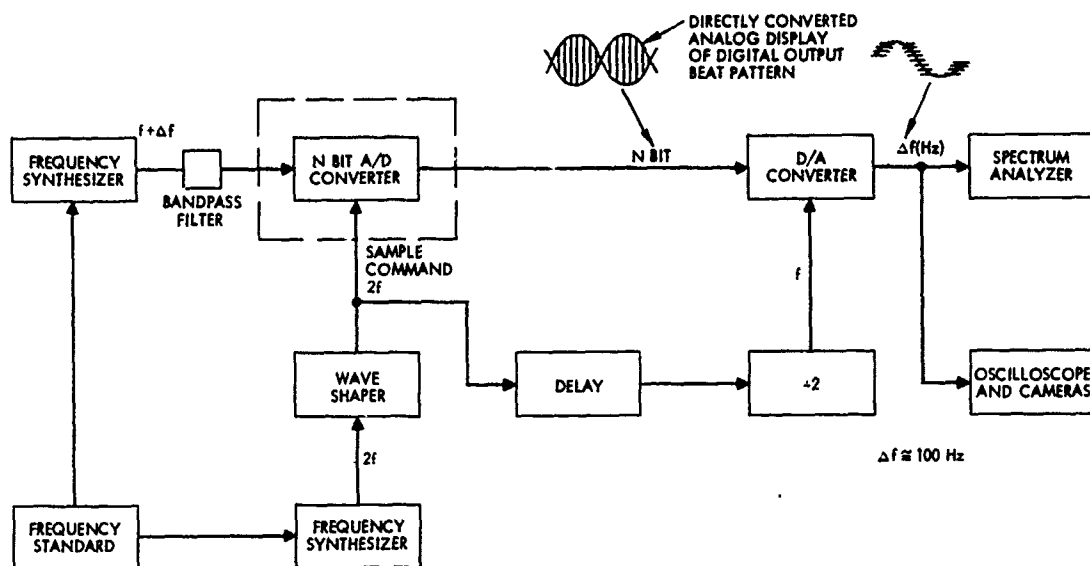 DIRECTLY CONVERTED
ANALOG DISPLAY
OF DIGITAL OUTPUT
BEAT PATTERN
f+Δf
FREQUENCY
SYNTHESIZER
BANDPASS
FILTER
N BIT A/D
CONVERTER
N BIT
D/A
CONVERTER
Δf(Hz)
SPECTRUM
ANALYZER
SAMPLE
COMMAND
2f
f
WAVE
SHAPER
DELAY
÷2
OSCILLOSCOPE
AND CAMERAS
2f
Δf ≅ 100 Hz
FREQUENCY
STANDARD
FREQUENCY
SYNTHESIZER